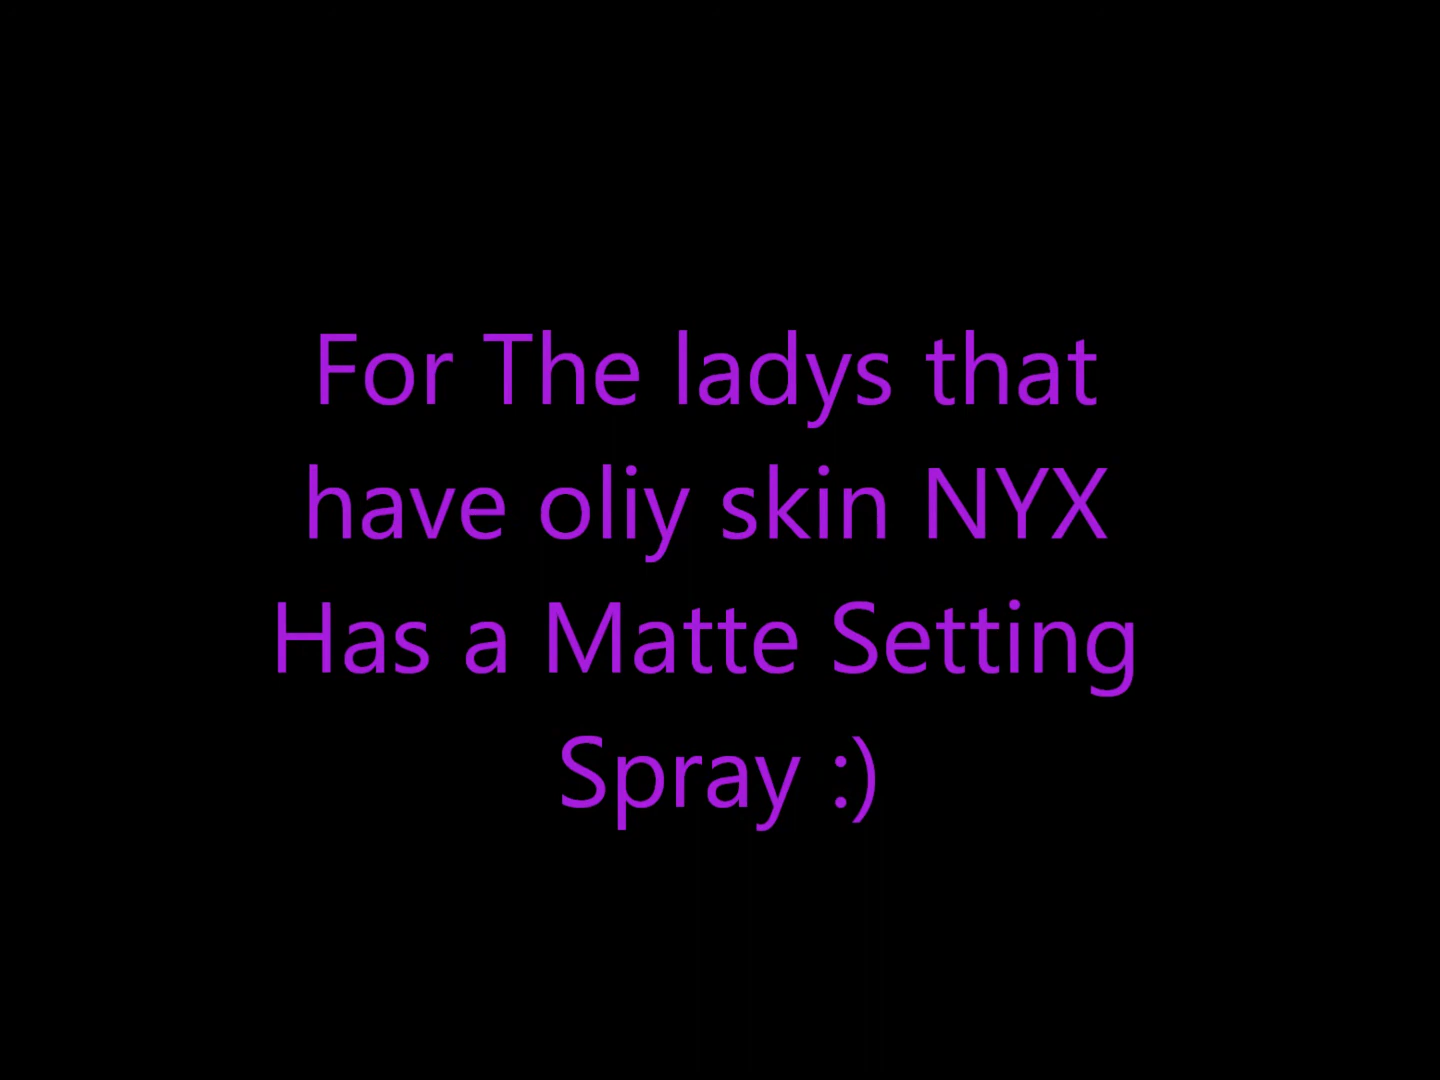 For The ladys that
have oliy skin NYX
Has a Matte Setting
Spray :)